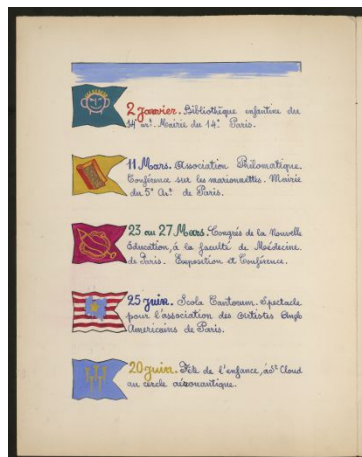 2 Janvier. Bibliothèque enfantine du
14e arr. Mairie du 14e Paris.
11 Mars. Association Philomatique.
Conférence sur les marionnettes. Mairie
du 5e Arr. de Paris.
23 au 27 Mars. Congrès de la Nouvelle
Éducation, à la faculté de Médecine
de Paris. Exposition et Conférence.
25 juin. Scola Cantorum. Spectacle
pour l'association des Artistes Anglo
Americains de Paris.
20 juin. Fête de l'enfance, à St Cloud
au cercle aéronautique.